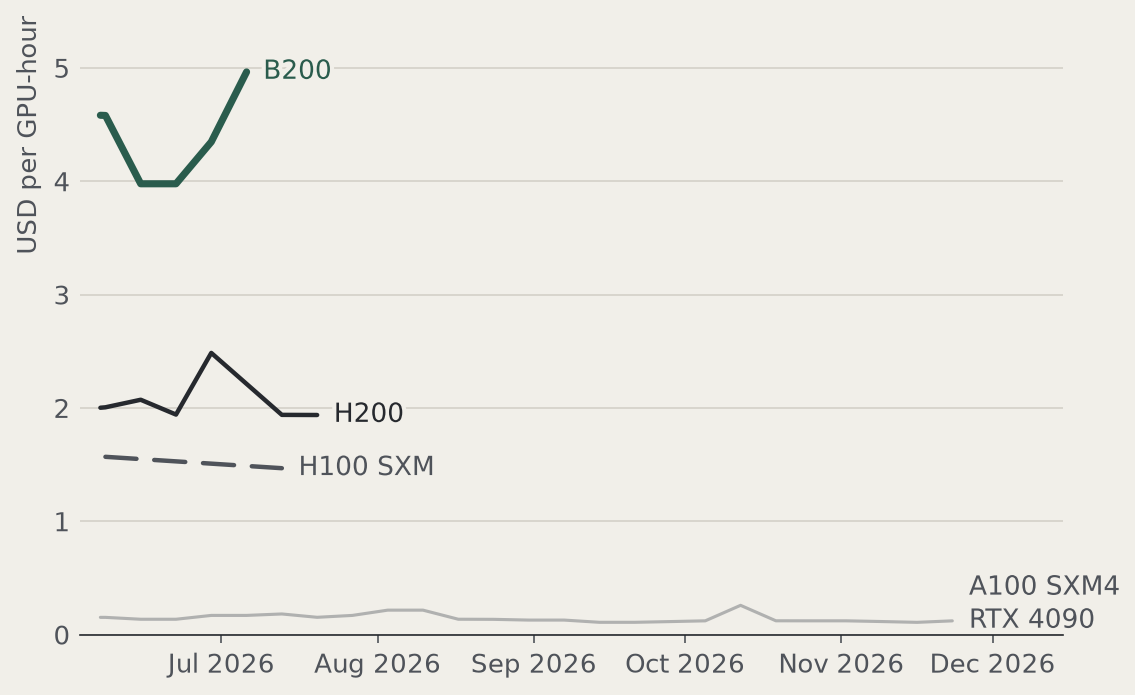 USD per GPU-hour
5
4
3
2
1
0
B200
H200
H100 SXM
A100 SXM4
RTX 4090
Jul 2026
Aug 2026
Sep 2026
Oct 2026
Nov 2026
Dec 2026